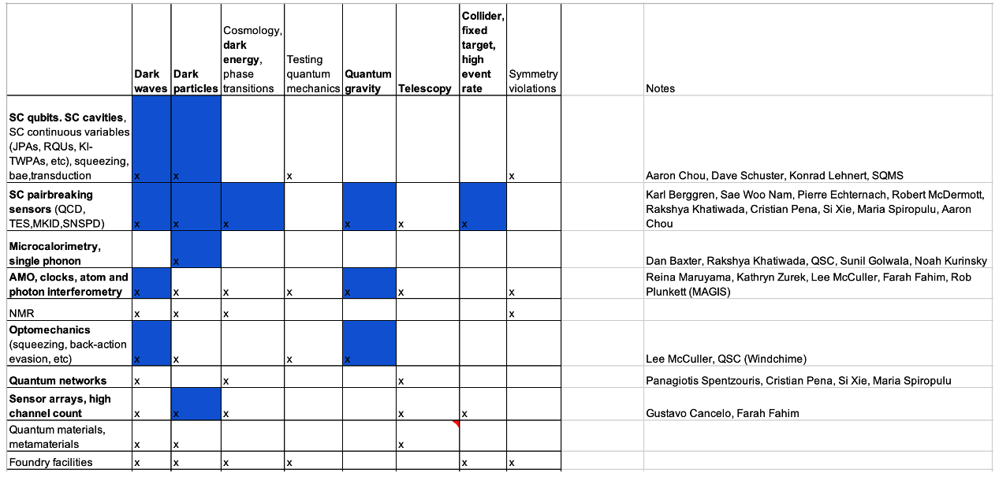 Dark waves
Dark particles
Cosmology, dark energy, phase transitions
Testing quantum mechanics
Quantum gravity
Telescopy
Collider, fixed target, high event rate
Symmetry violations
Notes
SC qubits. SC cavities,
SC continuous variables
(JPAs, RQUs, KI-
TWPAs, etc), squeezing,
bae,transduction
x x x x
Aaron Chou, Dave Schuster, Konrad Lehnert, SQMS
SC pairbreaking
sensors (QCD,
TES,MKID,SNSPD)
x x x x x x
Karl Berggren, Sae Woo Nam, Pierre Echternach, Robert McDermott,
Rakshya Khatiwada, Cristian Pena, Si Xie, Maria Spiropulu, Aaron
Chou
Microcalorimetry,
single phonon
x
Dan Baxter, Rakshya Khatiwada, QSC, Sunil Golwala, Noah Kurinsky
AMO, clocks, atom and
photon interferometry
x x x x x x x
Reina Maruyama, Kathryn Zurek, Lee McCuller, Farah Fahim, Rob
Plunkett (MAGIS)
NMR
x x x x
Optomechanics
(squeezing, back-action
evasion, etc)
x x x x
Lee McCuller, QSC (Windchime)
Quantum networks
x x x
Panagiotis Spentzouris, Cristian Pena, Si Xie, Maria Spiropulu
Sensor arrays, high
channel count
x x x x x
Gustavo Cancelo, Farah Fahim
Quantum materials,
metamaterials
x x x
Foundry facilities
x x x x x x